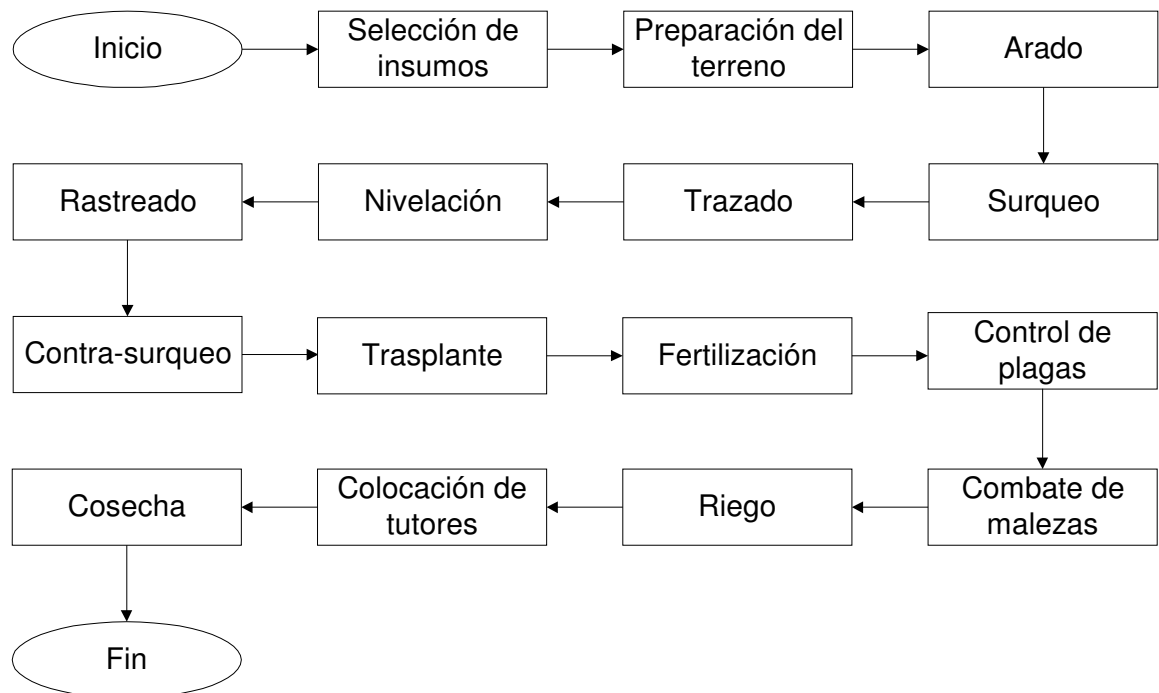 Inicio
Selección de
insumos
Preparación del
terreno
Arado
Surqueo
Trazado
Nivelación
Rastreado
Contra-surqueo
Trasplante
Fertilización
Control de
plagas
Combate de
malezas
Riego
Colocación de
tutores
Cosecha
Fin